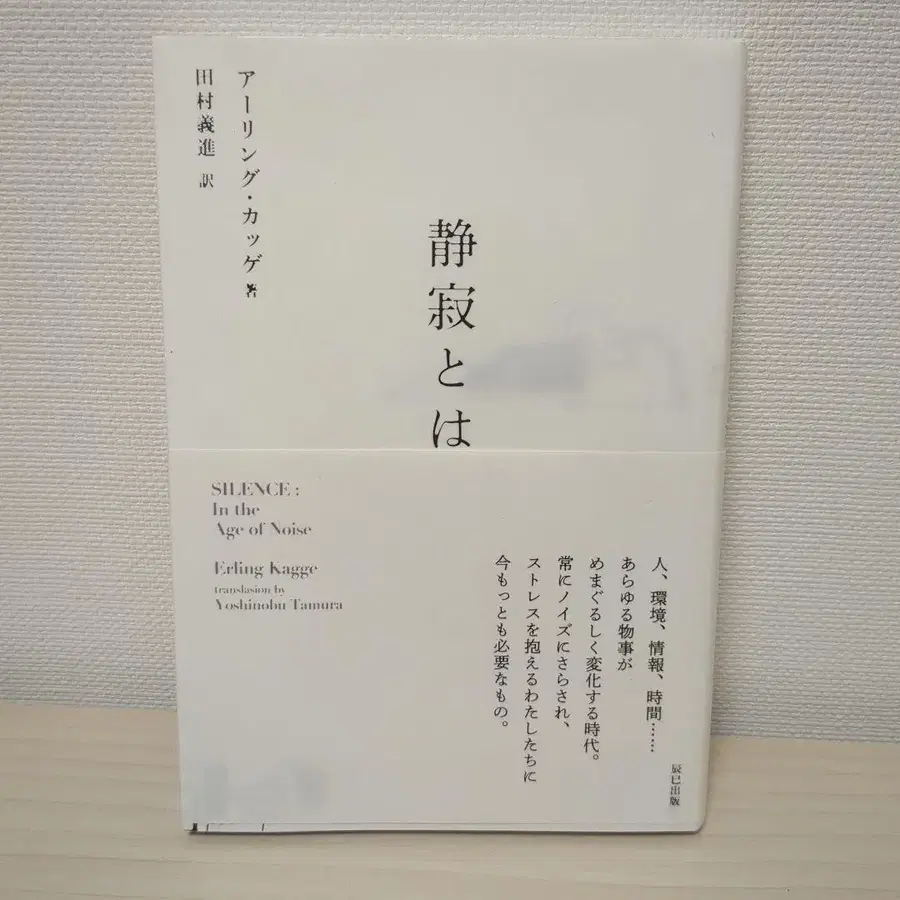 アーリング・カッゲ 著
田村義進 訳
静寂とは
SILENCE :
In the
Age of Noise
Erling Kagge
translasion by
Yoshinobu Tamura
人、環境、情報、時間……
あらゆる物事が
めまぐるしく変化する時代。
常にノイズにさらされ、
ストレスを抱えるわたしたちに
今もっとも必要なもの。
辰巳出版